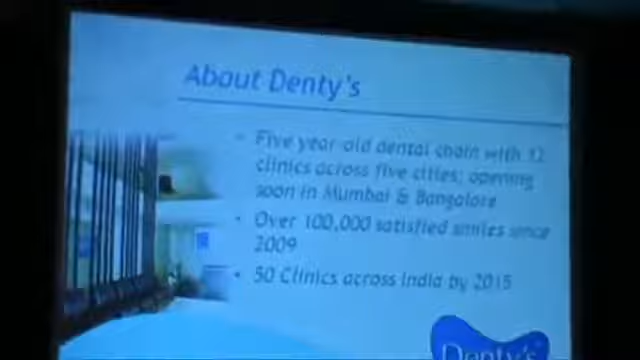 About Denty's
• Five year old dental chain with 12
clinics across five cities; opening
soon in Mumbai & Bangalore
• Over 100,000 satisfied smiles since
2009
• 50 Clinics across India by 2015
Denty's